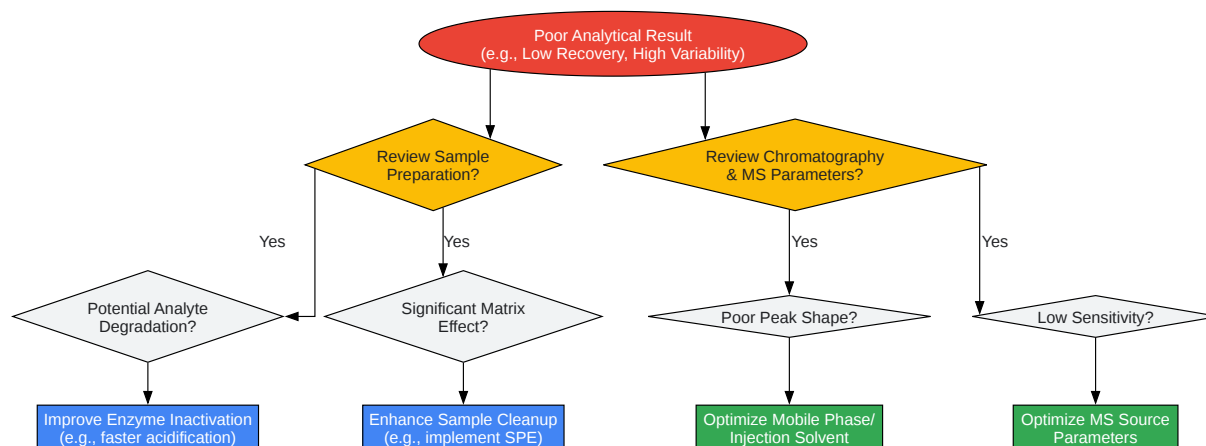 Poor Analytical Result
(e.g., Low Recovery, High Variability)
Review Sample
Preparation?
Review Chromatography
& MS Parameters?
Yes
Yes
Yes
Yes
Potential Analyte
Degradation?
Significant Matrix
Effect?
Poor Peak Shape?
Low Sensitivity?
Improve Enzyme Inactivation
(e.g., faster acidification)
Enhance Sample Cleanup
(e.g., implement SPE)
Optimize Mobile Phase/
Injection Solvent
Optimize MS Source
Parameters